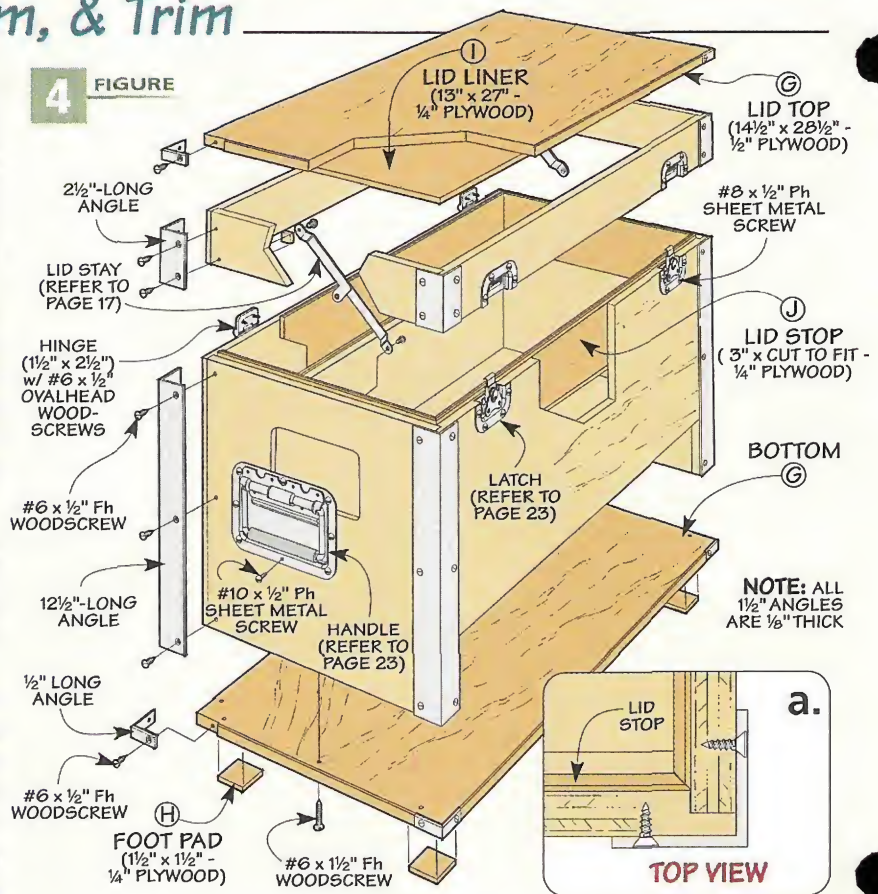 m, & Trim
4 FIGURE
I
LID LINER
(13" x 27" -
¼" PLYWOOD)
G
LID TOP
(14½" x 28½" -
½" PLYWOOD)
2½"-LONG
ANGLE
#8 x ½" Ph
SHEET METAL
SCREW
LID STAY
(REFER TO
PAGE 17)
J
LID STOP
( 3" x CUT TO FIT -
¼" PLYWOOD)
HINGE
(1½" x 2½")
w/ #6 x ½"
OVALHEAD
WOOD-
SCREWS
LATCH
(REFER TO
PAGE 23)
BOTTOM
G
#6 x ½" Fh
WOODSCREW
#10 x ½" Ph
SHEET METAL
SCREW
HANDLE
(REFER TO
PAGE 23)
NOTE: ALL
1½" ANGLES
ARE ⅛" THICK
12½"-LONG
ANGLE
½" LONG
ANGLE
#6 x ½" Fh
WOODSCREW
H
FOOT PAD
(1½" x 1½" -
¼" PLYWOOD)
#6 x 1½" Fh
WOODSCREW
a.
LID
STOP
TOP VIEW